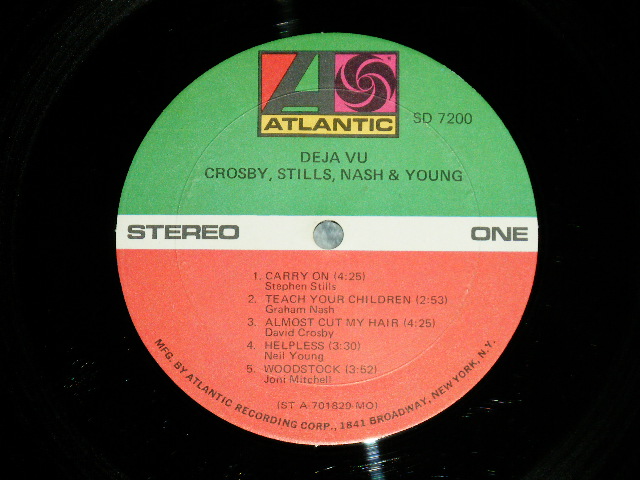 ATLANTIC
SD 7200
DEJA VU
CROSBY, STILLS, NASH & YOUNG
STEREO
ONE
1. CARRY ON (4:25)
Stephen Stills
2. TEACH YOUR CHILDREN (2:53)
Graham Nash
3. ALMOST CUT MY HAIR (4:25)
David Crosby
4. HELPLESS (3:30)
Neil Young
5. WOODSTOCK (3:52)
Joni Mitchell
(ST A-701829-MO)
MFG. BY ATLANTIC RECORDING CORP., 1841 BROADWAY, NEW YORK, N.Y.